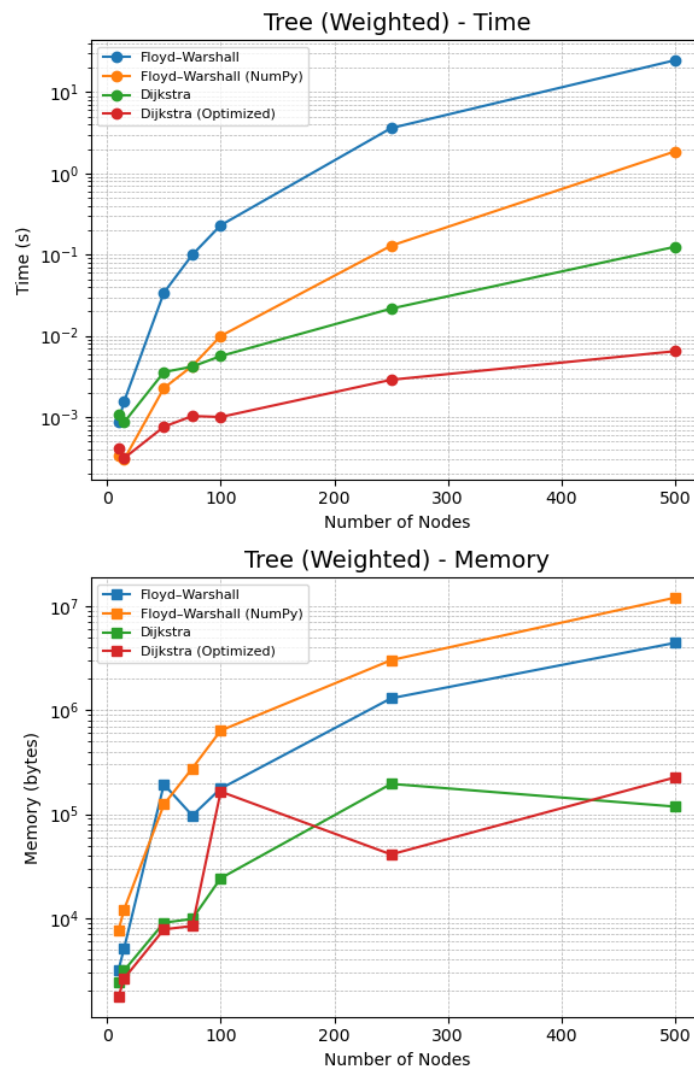 Tree (Weighted) - Time
Floyd–Warshall
Floyd–Warshall (NumPy)
Dijkstra
Dijkstra (Optimized)
10¹
10⁰
10⁻¹
10⁻²
10⁻³
Time (s)
0 100 200 300 400 500
Number of Nodes
Tree (Weighted) - Memory
Floyd–Warshall
Floyd–Warshall (NumPy)
Dijkstra
Dijkstra (Optimized)
10⁷
10⁶
10⁵
10⁴
Memory (bytes)
0 100 200 300 400 500
Number of Nodes